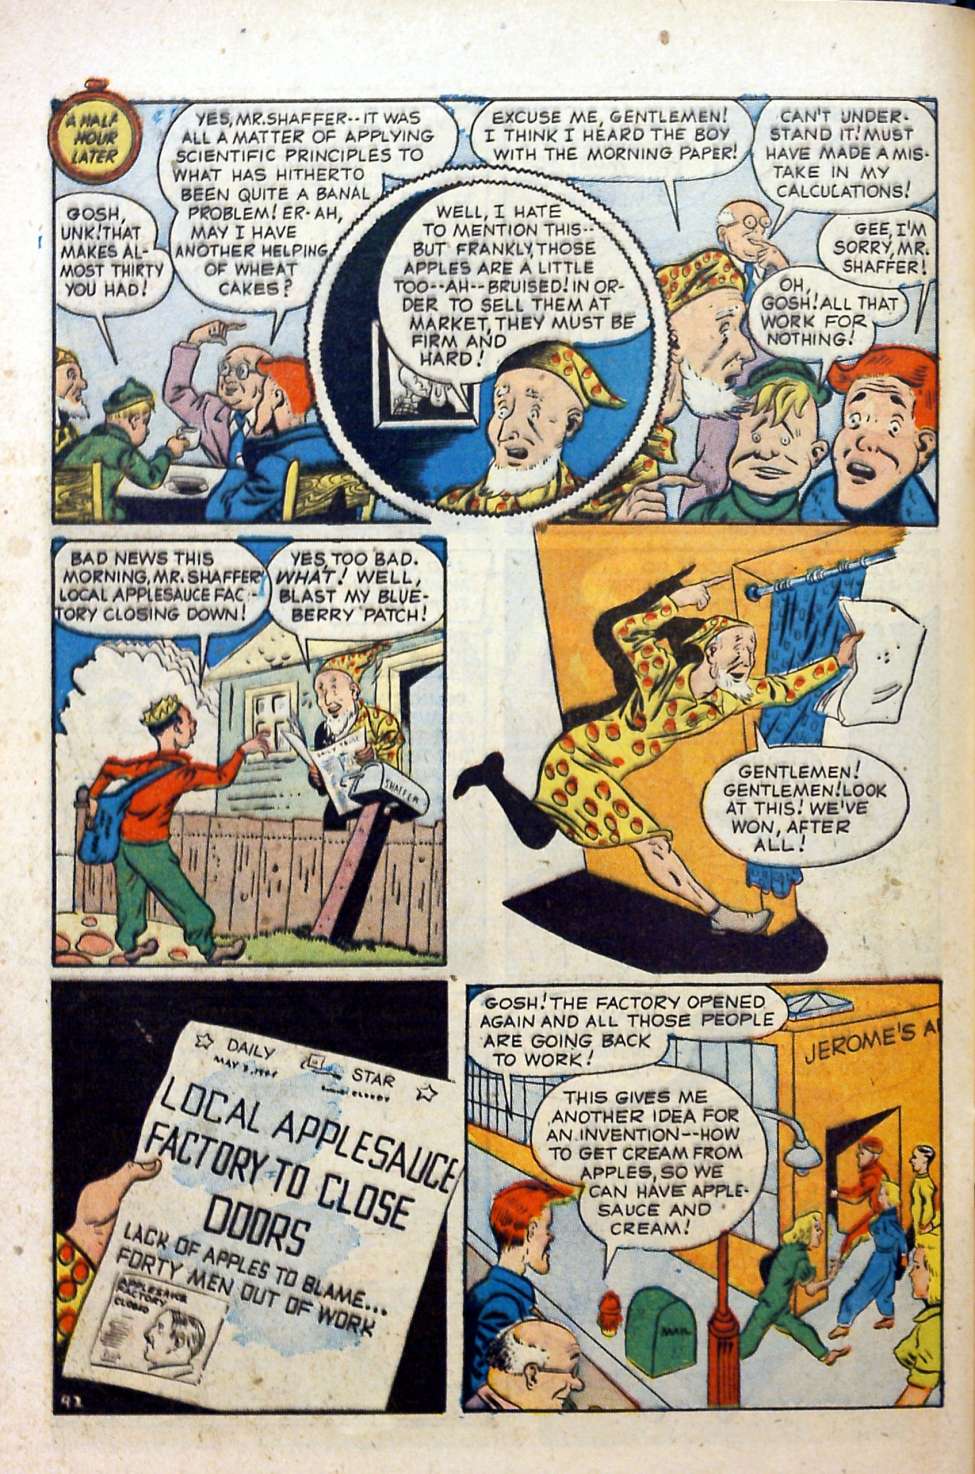 A HALF
HOUR
LATER
GOSH,
UNK! THAT
MAKES AL-
MOST THIRTY
YOU HAD!
YES, MR. SHAFFER--IT WAS
ALL A MATTER OF APPLYING
SCIENTIFIC PRINCIPLES TO
WHAT HAS HITHERTO
BEEN QUITE A BANAL
PROBLEM! ER-AH,
MAY I HAVE
ANOTHER HELPING
OF WHEAT
CAKES?
WELL, I HATE
TO MENTION THIS--
BUT FRANKLY, THOSE
APPLES ARE A LITTLE
TOO--AH--BRUISED! IN OR-
DER TO SELL THEM AT
MARKET, THEY MUST BE
FIRM AND
HARD!
EXCUSE ME, GENTLEMEN!
I THINK I HEARD THE BOY
WITH THE MORNING PAPER!
CAN'T UNDER-
STAND IT! MUST
HAVE MADE A MIS-
TAKE IN MY
CALCULATIONS!
OH,
GOSH! ALL THAT
WORK FOR
NOTHING!
GEE, I'M
SORRY, MR.
SHAFFER!
BAD NEWS THIS
MORNING, MR. SHAFFER!
LOCAL APPLESAUCE FAC-
TORY CLOSING DOWN!
YES, TOO BAD.
WHAT! WELL,
BLAST MY BLUE-
BERRY PATCH!
SHAFFER
GENTLEMEN!
GENTLEMEN! LOOK
AT THIS! WE'VE
WON, AFTER
ALL!
DAILY STAR
LOCAL APPLESAUCE
FACTORY TO CLOSE
DOORS
LACK OF APPLES TO BLAME...
FORTY MEN OUT OF WORK
APPLESAUCE
FACTORY
CLOSED
92
GOSH! THE FACTORY OPENED
AGAIN AND ALL THOSE PEOPLE
ARE GOING BACK
TO WORK!
THIS GIVES ME
ANOTHER IDEA FOR
AN INVENTION--HOW
TO GET CREAM FROM
APPLES, SO WE
CAN HAVE APPLE-
SAUCE AND
CREAM!
JEROME'S A
MAIL